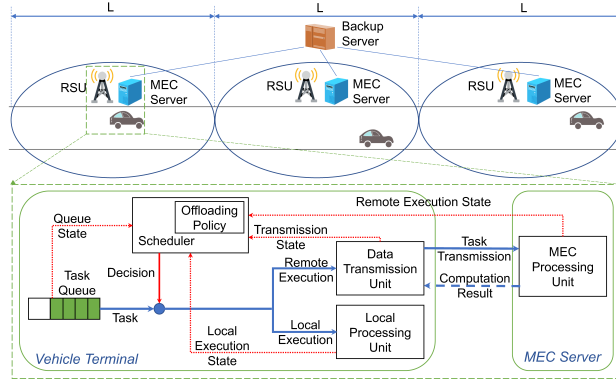 L
L
L
Backup
Server
RSU
MEC
Server
RSU
MEC
Server
RSU
MEC
Server
Queue
State
Offloading
Policy
Scheduler
Remote Execution State
Transmission
State
Decision
Task
Queue
Task
Remote
Execution
Data
Transmission
Unit
Task
Transmission
Computation
Result
MEC
Processing
Unit
Local
Execution
State
Local
Execution
Local
Processing
Unit
Vehicle Terminal
MEC Server